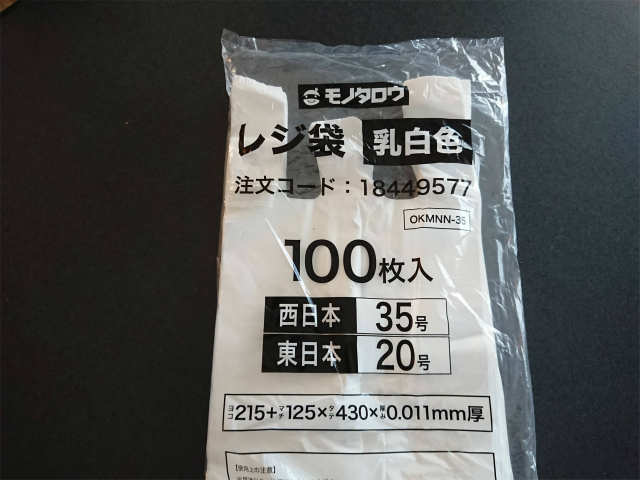 モノタロウ
レジ袋 乳白色
注文コード：18449577
OKMNN-35
100枚入
西日本 35号
東日本 20号
ヨコ215+マチ125×タテ430×厚み0.011mm厚
【使用上の注意】